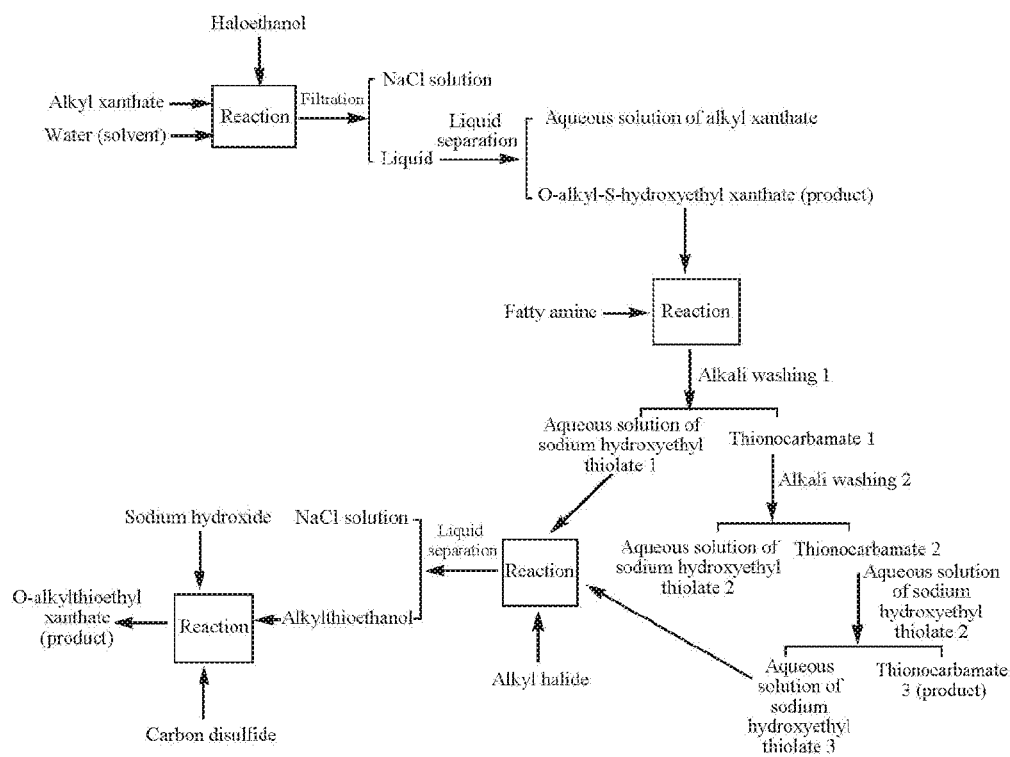 Haloethanol
Alkyl xanthate
Water (solvent)
Reaction
Filtration
NaCl solution
Liquid
Liquid
separation
Aqueous solution of alkyl xanthate
O-alkyl-S-hydroxyethyl xanthate (product)
Fatty amine
Reaction
Alkali washing 1
Aqueous solution of
sodium hydroxyethyl
thiolate 1
Thionocarbamate 1
Alkali washing 2
Aqueous solution of
sodium hydroxyethyl
thiolate 2
Thionocarbamate 2
Aqueous solution
of sodium
hydroxyethyl
thiolate 2
Aqueous
solution of
sodium
hydroxyethyl
thiolate 3
Thionocarbamate
3 (product)
Reaction
Alkyl halide
Liquid
separation
NaCl solution
Alkylthioethanol
Sodium hydroxide
Reaction
Carbon disulfide
O-alkylthioethyl
xanthate
(product)